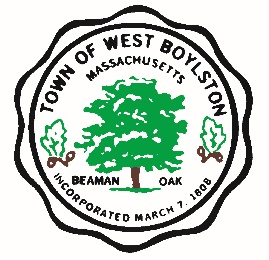 TOWN OF WEST BOYLSTON
MASSACHUSETTS
BEAMAN OAK
INCORPORATED MARCH 7, 1808